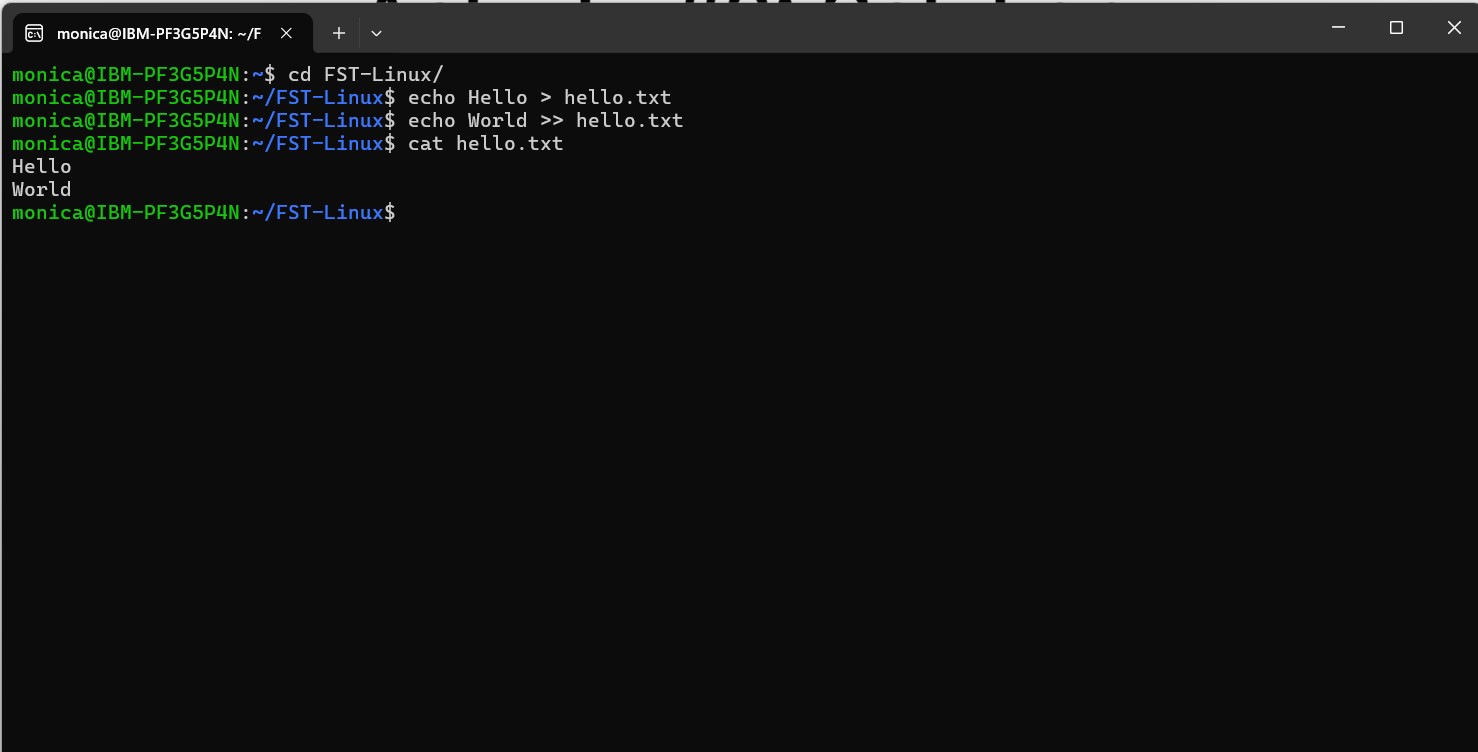 monica@IBM-PF3G5P4N: ~/F
monica@IBM-PF3G5P4N:~$ cd FST-Linux/
monica@IBM-PF3G5P4N:~/FST-Linux$ echo Hello > hello.txt
monica@IBM-PF3G5P4N:~/FST-Linux$ echo World >> hello.txt
monica@IBM-PF3G5P4N:~/FST-Linux$ cat hello.txt
Hello
World
monica@IBM-PF3G5P4N:~/FST-Linux$